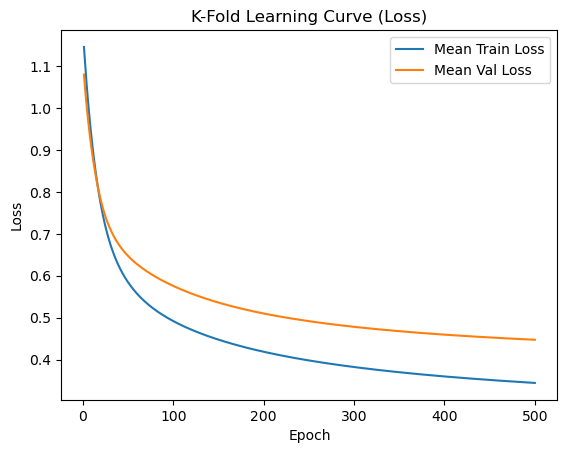 K-Fold Learning Curve (Loss)
Mean Train Loss
Mean Val Loss
Loss
1.1
1.0
0.9
0.8
0.7
0.6
0.5
0.4
0
100
200
300
400
500
Epoch